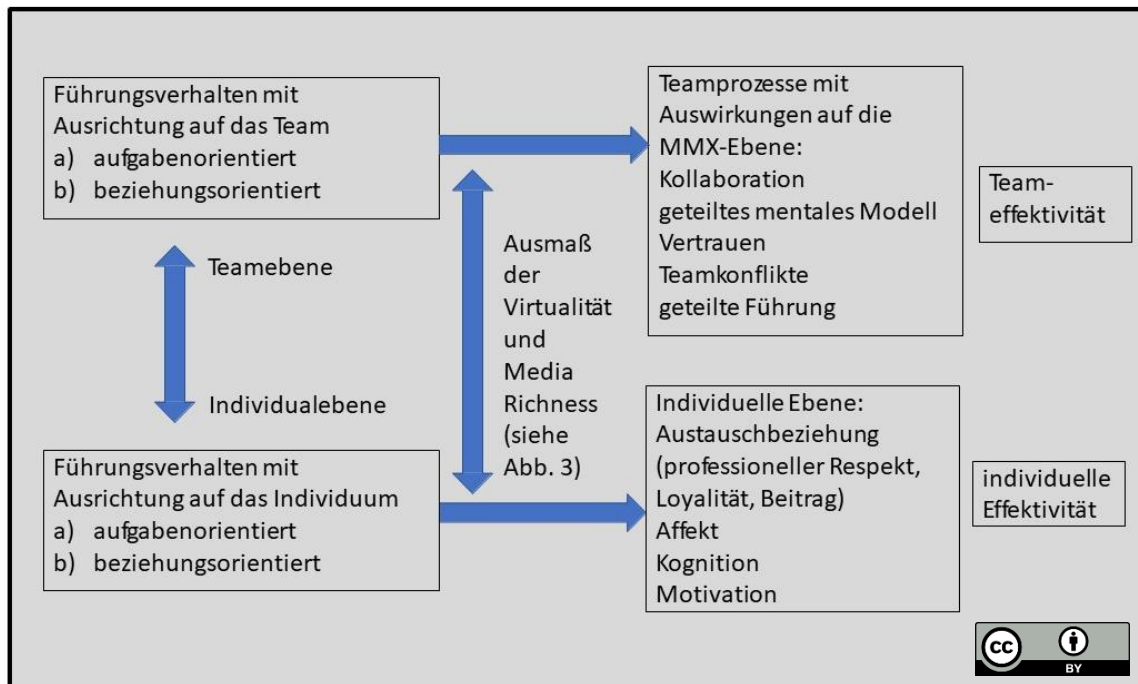 Führungsverhalten mit
Ausrichtung auf das Team
a) aufgabenorientiert
b) beziehungsorientiert
Teamprozesse mit
Auswirkungen auf die
MMX-Ebene:
Kollaboration
geteiltes mentales Modell
Vertrauen
Teamkonflikte
geteilte Führung
Team-
effektivität
Teamebene
Individualebene
Ausmaß
der
Virtualität
und
Media
Richness
(siehe
Abb. 3)
Führungsverhalten mit
Ausrichtung auf das Individuum
a) aufgabenorientiert
b) beziehungsorientiert
Individuelle Ebene:
Austauschbeziehung
(professioneller Respekt,
Loyalität, Beitrag)
Affekt
Kognition
Motivation
individuelle
Effektivität
cc
BY